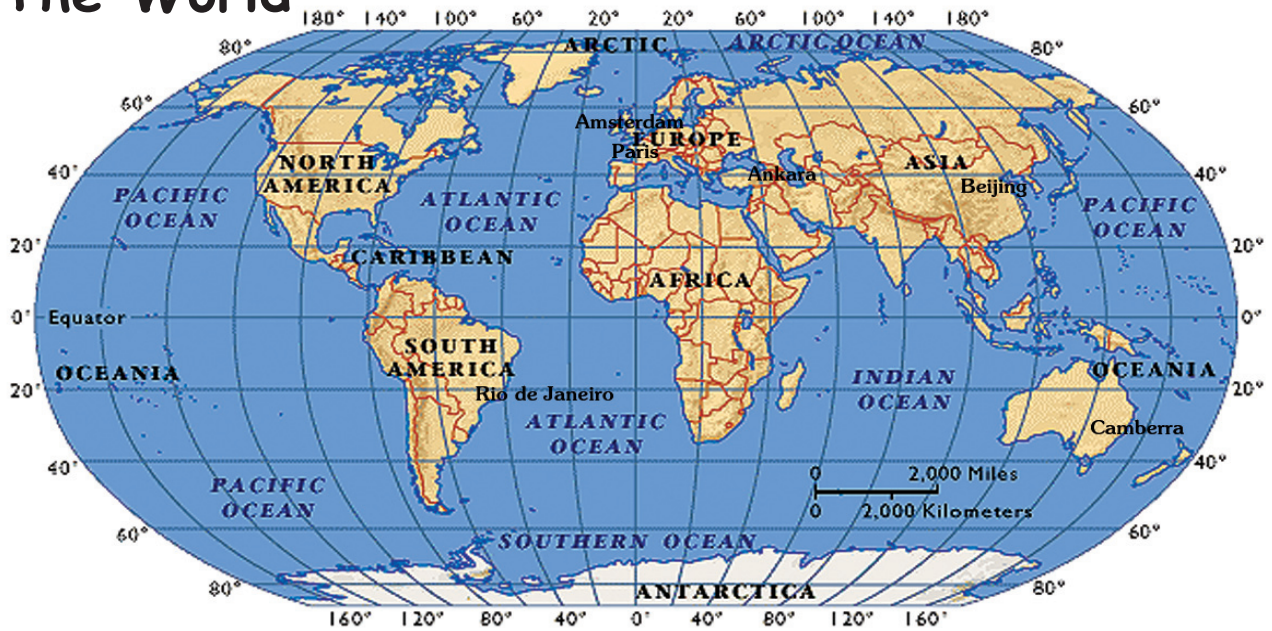 The World
180° 140° 100° 60° 20° 20° 60° 100° 140° 180°
80° ARCTIC ARCTIC OCEAN 80°
60° 60°
Amsterdam
EUROPE
Paris
NORTH
AMERICA
ASIA
40° Ankara 40°
Beijing
PACIFIC
OCEAN
ATLANTIC
OCEAN
PACIFIC
OCEAN
20° 20°
CARIBBEAN
AFRICA
0° Equator 0°
SOUTH
AMERICA
OCEANIA
OCEANIA
20° 20°
Rio de Janeiro
INDIAN
OCEAN
ATLANTIC
OCEAN
Camberra
40° 40°
0 2,000 Miles
0 2,000 Kilometers
PACIFIC
OCEAN
60° 60°
SOUTHERN OCEAN
80° 80°
ANTARCTICA
160° 120° 80° 40° 0° 40° 80° 120° 160°